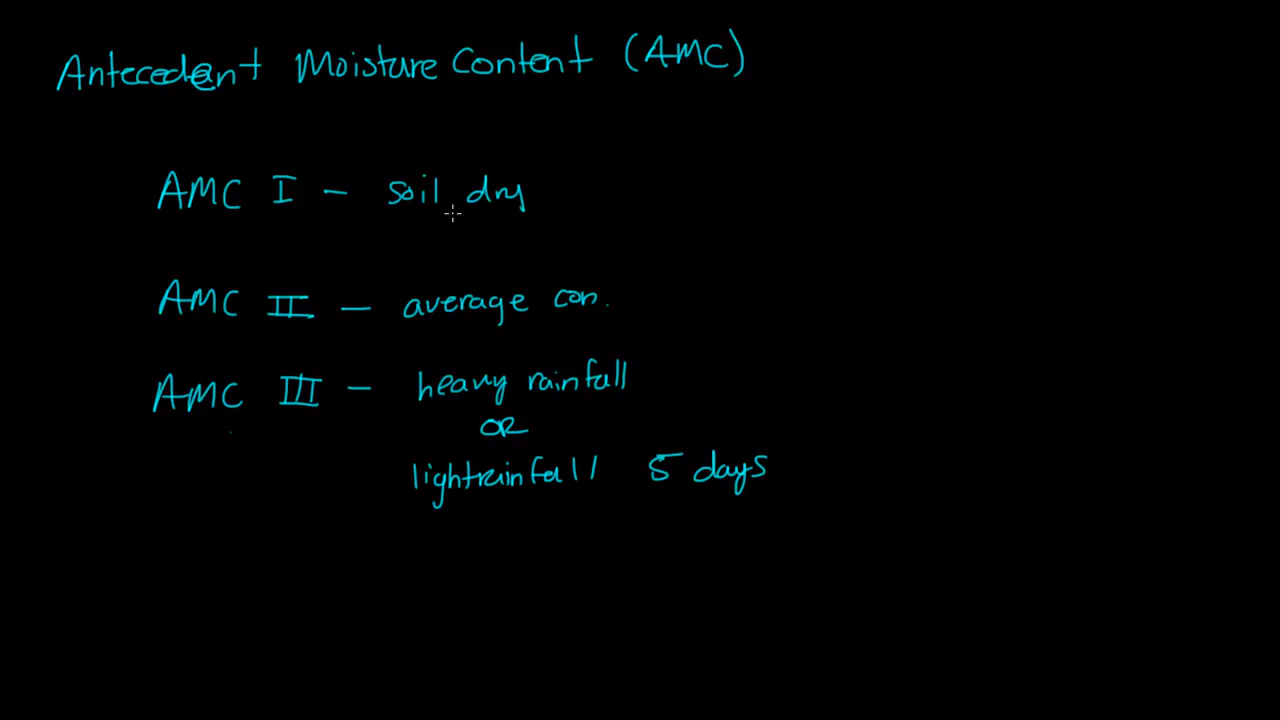 Antecedent Moisture Content (AMC)
AMC I - soil dry
AMC II - average con.
AMC III - heavy rainfall
OR
lightrainfall 5 days